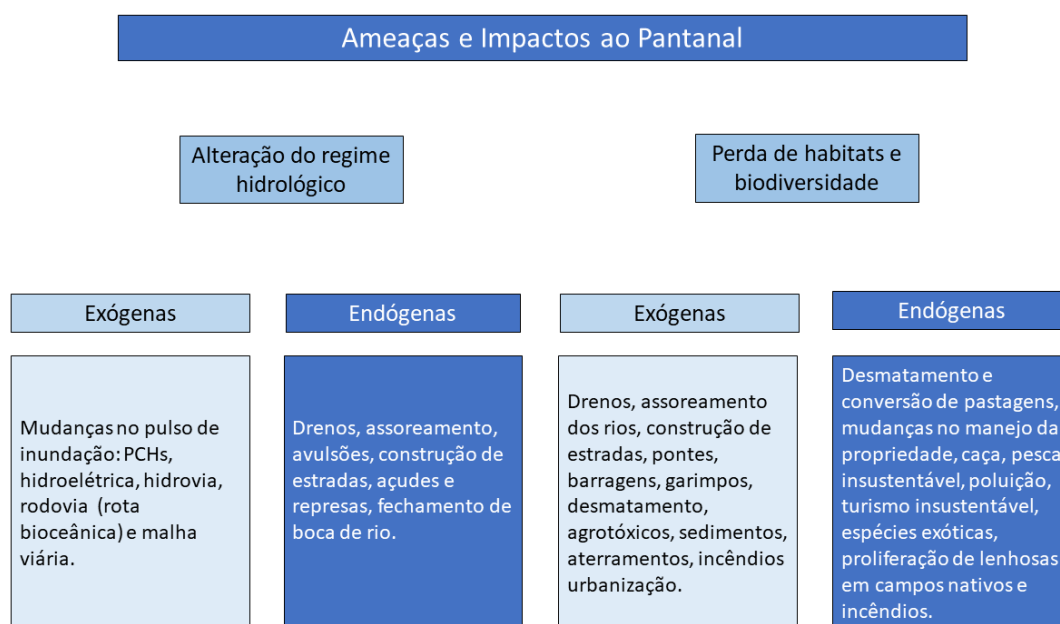 Ameaças e Impactos ao Pantanal
Alteração do regime
hidrológico
Perda de habitats e
biodiversidade
Exógenas
Mudanças no pulso de
inundação: PCHs,
hidroelétrica, hidrovia,
rodovia (rota
bioceânica) e malha
viária.
Endógenas
Drenos, assoreamento,
avulsões, construção de
estradas, açudes e
represas, fechamento de
boca de rio.
Exógenas
Drenos, assoreamento
dos rios, construção de
estradas, pontes,
barragens, garimpos,
desmatamento,
agrotóxicos, sedimentos,
aterramentos, incêndios
urbanização.
Endógenas
Desmatamento e
conversão de pastagens,
mudanças no manejo da
propriedade, caça, pesca
insustentável, poluição,
turismo insustentável,
espécies exóticas,
proliferação de lenhosas
em campos nativos e
incêndios.